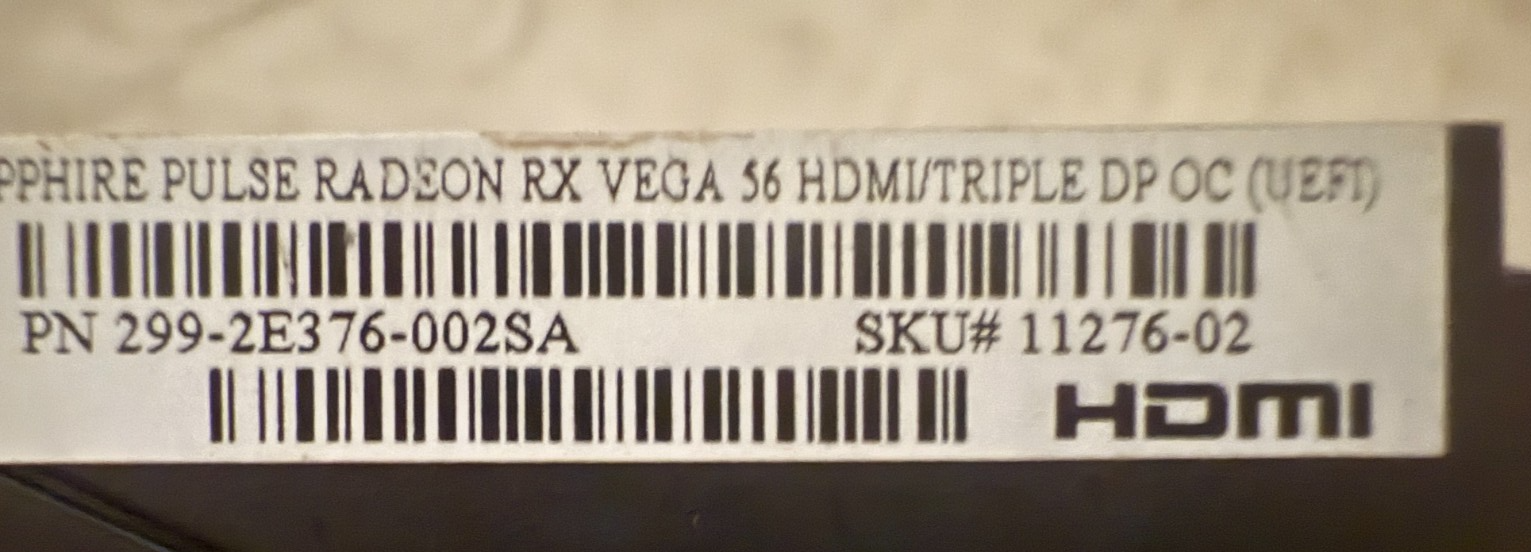 PPHIRE PULSE RADEON RX VEGA 56 HDMI/TRIPLE DP OC (UEFI)
PN 299-2E376-002SA SKU# 11276-02
HDMI